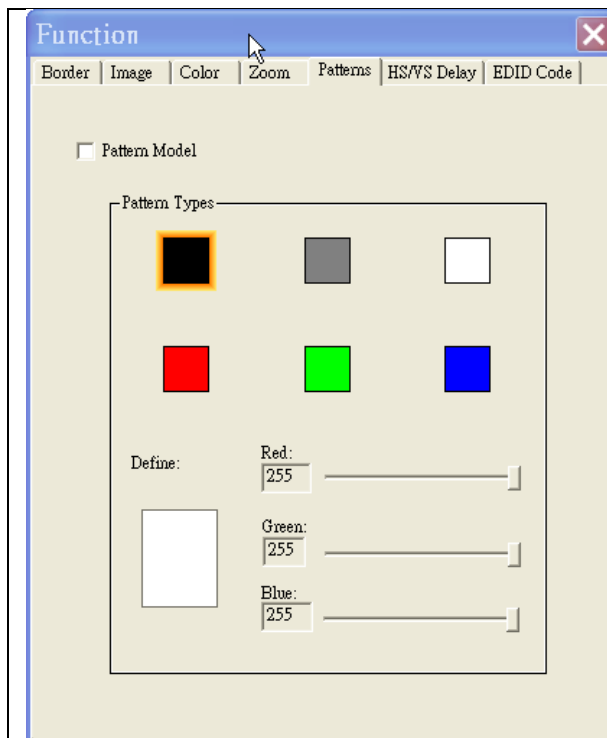 Function
Border Image Color Zoom Patterns HS/VS Delay EDID Code
Pattern Model
Pattern Types
Define:
Red:
255
Green:
255
Blue:
255